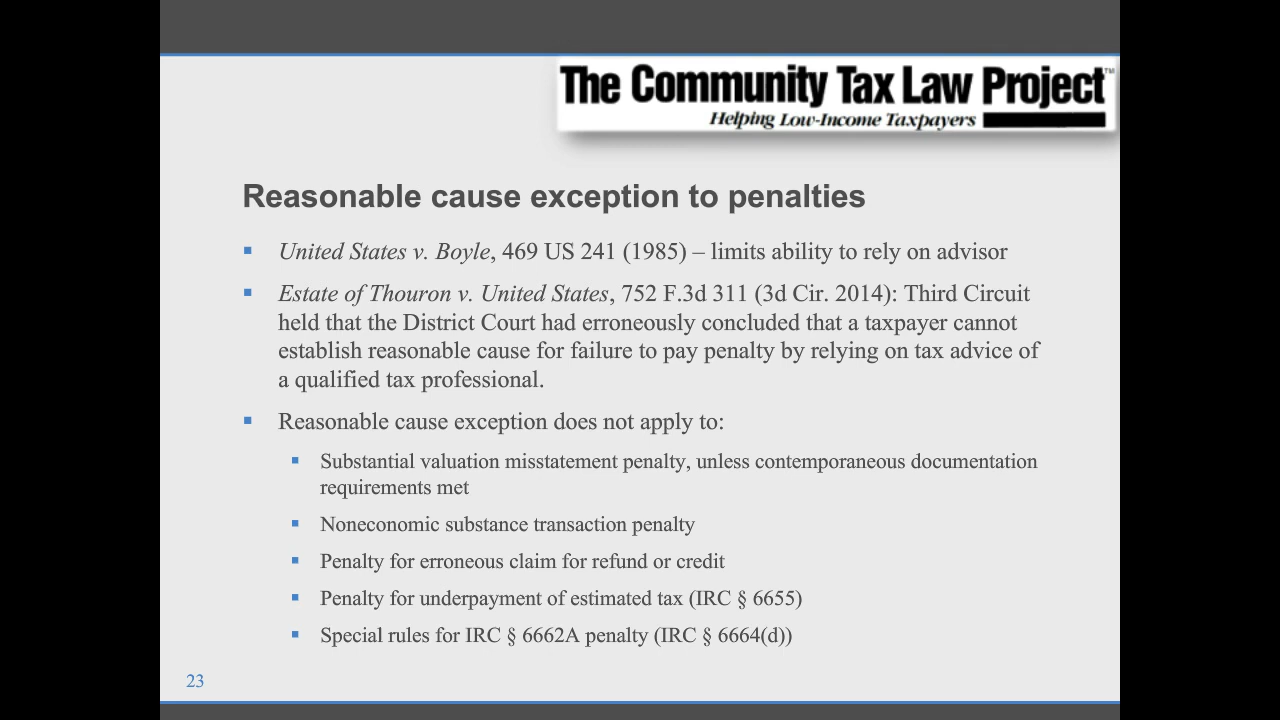 The Community Tax Law Project™
Helping Low-Income Taxpayers
Reasonable cause exception to penalties
▪ United States v. Boyle, 469 US 241 (1985) – limits ability to rely on advisor
▪ Estate of Thouron v. United States, 752 F.3d 311 (3d Cir. 2014): Third Circuit
held that the District Court had erroneously concluded that a taxpayer cannot
establish reasonable cause for failure to pay penalty by relying on tax advice of
a qualified tax professional.
▪ Reasonable cause exception does not apply to:
▪ Substantial valuation misstatement penalty, unless contemporaneous documentation
requirements met
▪ Noneconomic substance transaction penalty
▪ Penalty for erroneous claim for refund or credit
▪ Penalty for underpayment of estimated tax (IRC § 6655)
▪ Special rules for IRC § 6662A penalty (IRC § 6664(d))
23